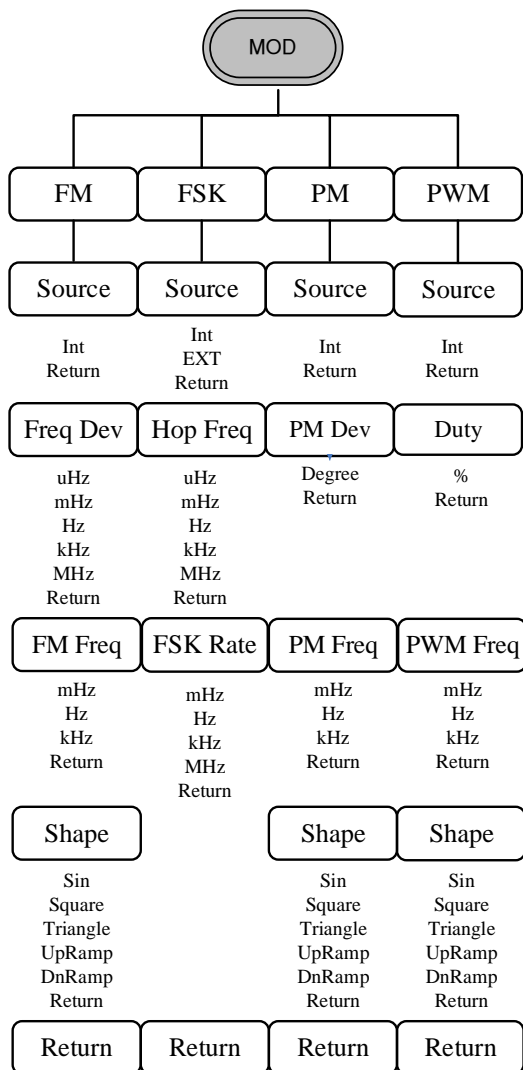 MOD
FM FSK PM PWM
Source Source Source Source
Int
Return
Int
EXT
Return
Int
Return
Int
Return
Freq Dev Hop Freq PM Dev Duty
uHz
mHz
Hz
kHz
MHz
Return
uHz
mHz
Hz
kHz
MHz
Return
Degree
Return
%
Return
FM Freq FSK Rate PM Freq PWM Freq
mHz
Hz
kHz
Return
mHz
Hz
kHz
MHz
Return
mHz
Hz
kHz
Return
mHz
Hz
kHz
Return
Shape Shape Shape
Sin
Square
Triangle
UpRamp
DnRamp
Return
Sin
Square
Triangle
UpRamp
DnRamp
Return
Sin
Square
Triangle
UpRamp
DnRamp
Return
Return Return Return Return